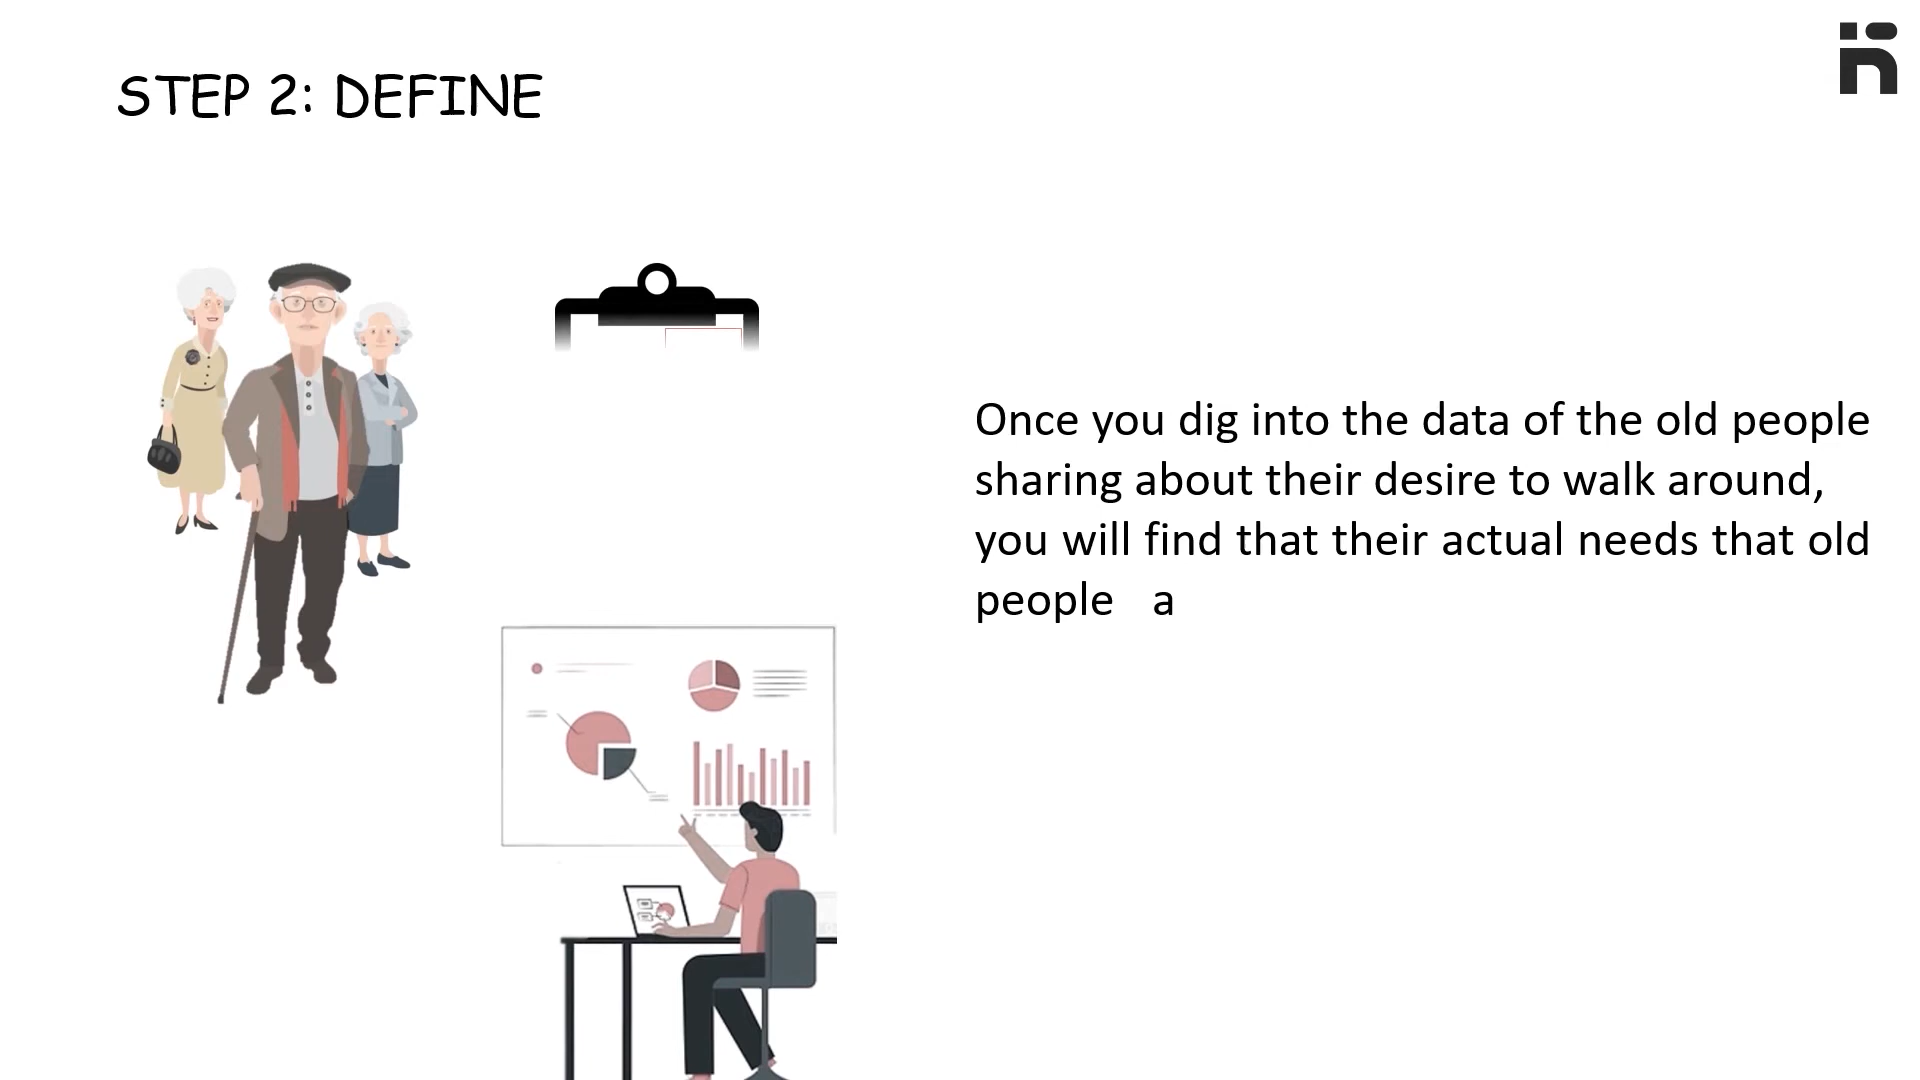 STEP 2: DEFINE
Once you dig into the data of the old people
sharing about their desire to walk around,
you will find that their actual needs that old
people a